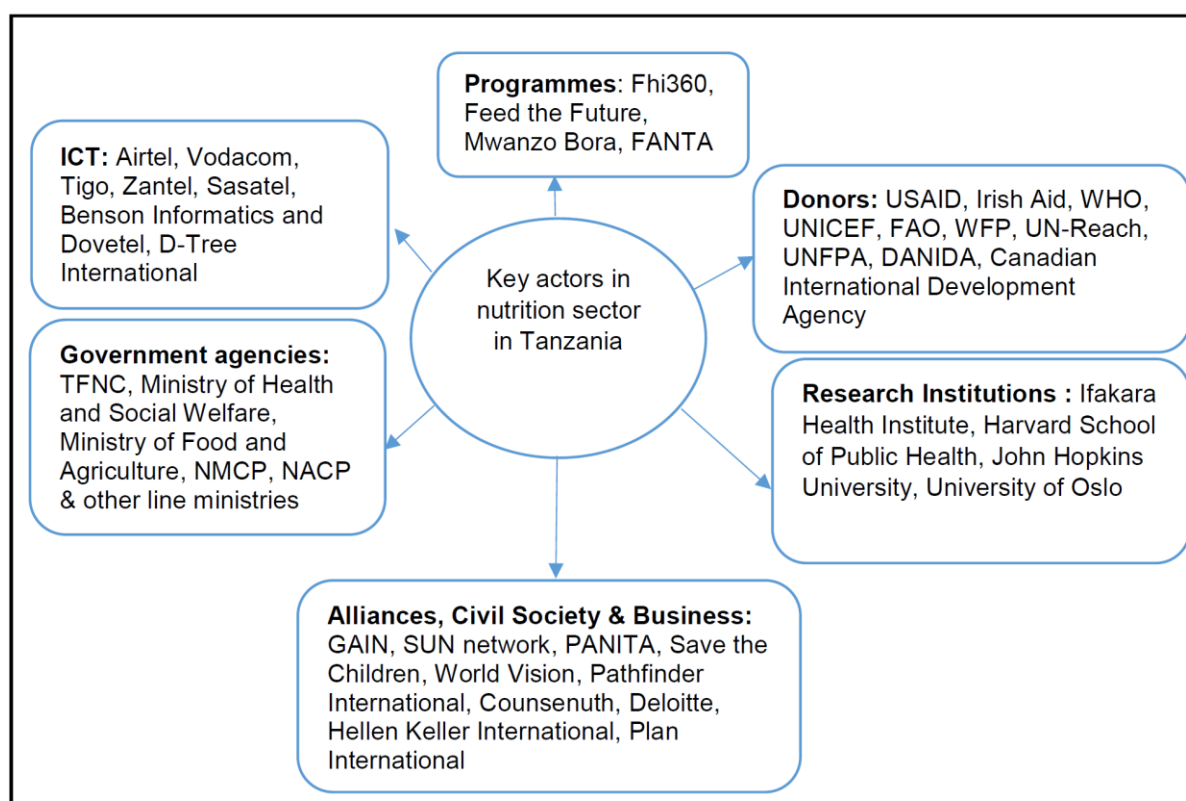 Programmes: Fhi360,
Feed the Future,
Mwanzo Bora, FANTA
ICT: Airtel, Vodacom,
Tigo, Zantel, Sasatel,
Benson Informatics and
Dovetel, D-Tree
International
Donors: USAID, Irish Aid, WHO,
UNICEF, FAO, WFP, UN-Reach,
UNFPA, DANIDA, Canadian
International Development
Agency
Key actors in
nutrition sector
in Tanzania
Government agencies:
TFNC, Ministry of Health
and Social Welfare,
Ministry of Food and
Agriculture, NMCP, NACP
& other line ministries
Research Institutions : Ifakara
Health Institute, Harvard School
of Public Health, John Hopkins
University, University of Oslo
Alliances, Civil Society & Business:
GAIN, SUN network, PANITA, Save the
Children, World Vision, Pathfinder
International, Counsenuth, Deloitte,
Hellen Keller International, Plan
International